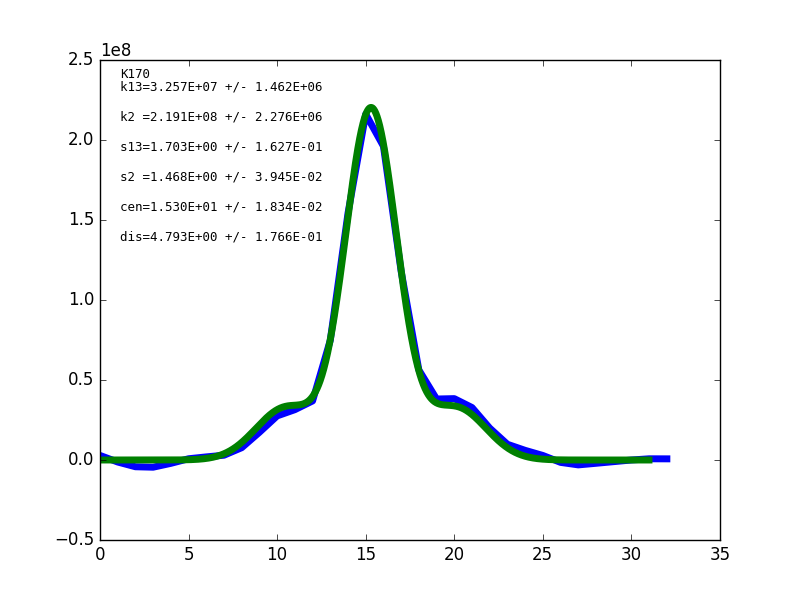 1e8
2.5
2.0
1.5
1.0
0.5
0.0
−0.5
K170
k13=3.257E+07 +/- 1.462E+06
k2 =2.191E+08 +/- 2.276E+06
s13=1.703E+00 +/- 1.627E-01
s2 =1.468E+00 +/- 3.945E-02
cen=1.530E+01 +/- 1.834E-02
dis=4.793E+00 +/- 1.766E-01
0 5 10 15 20 25 30 35